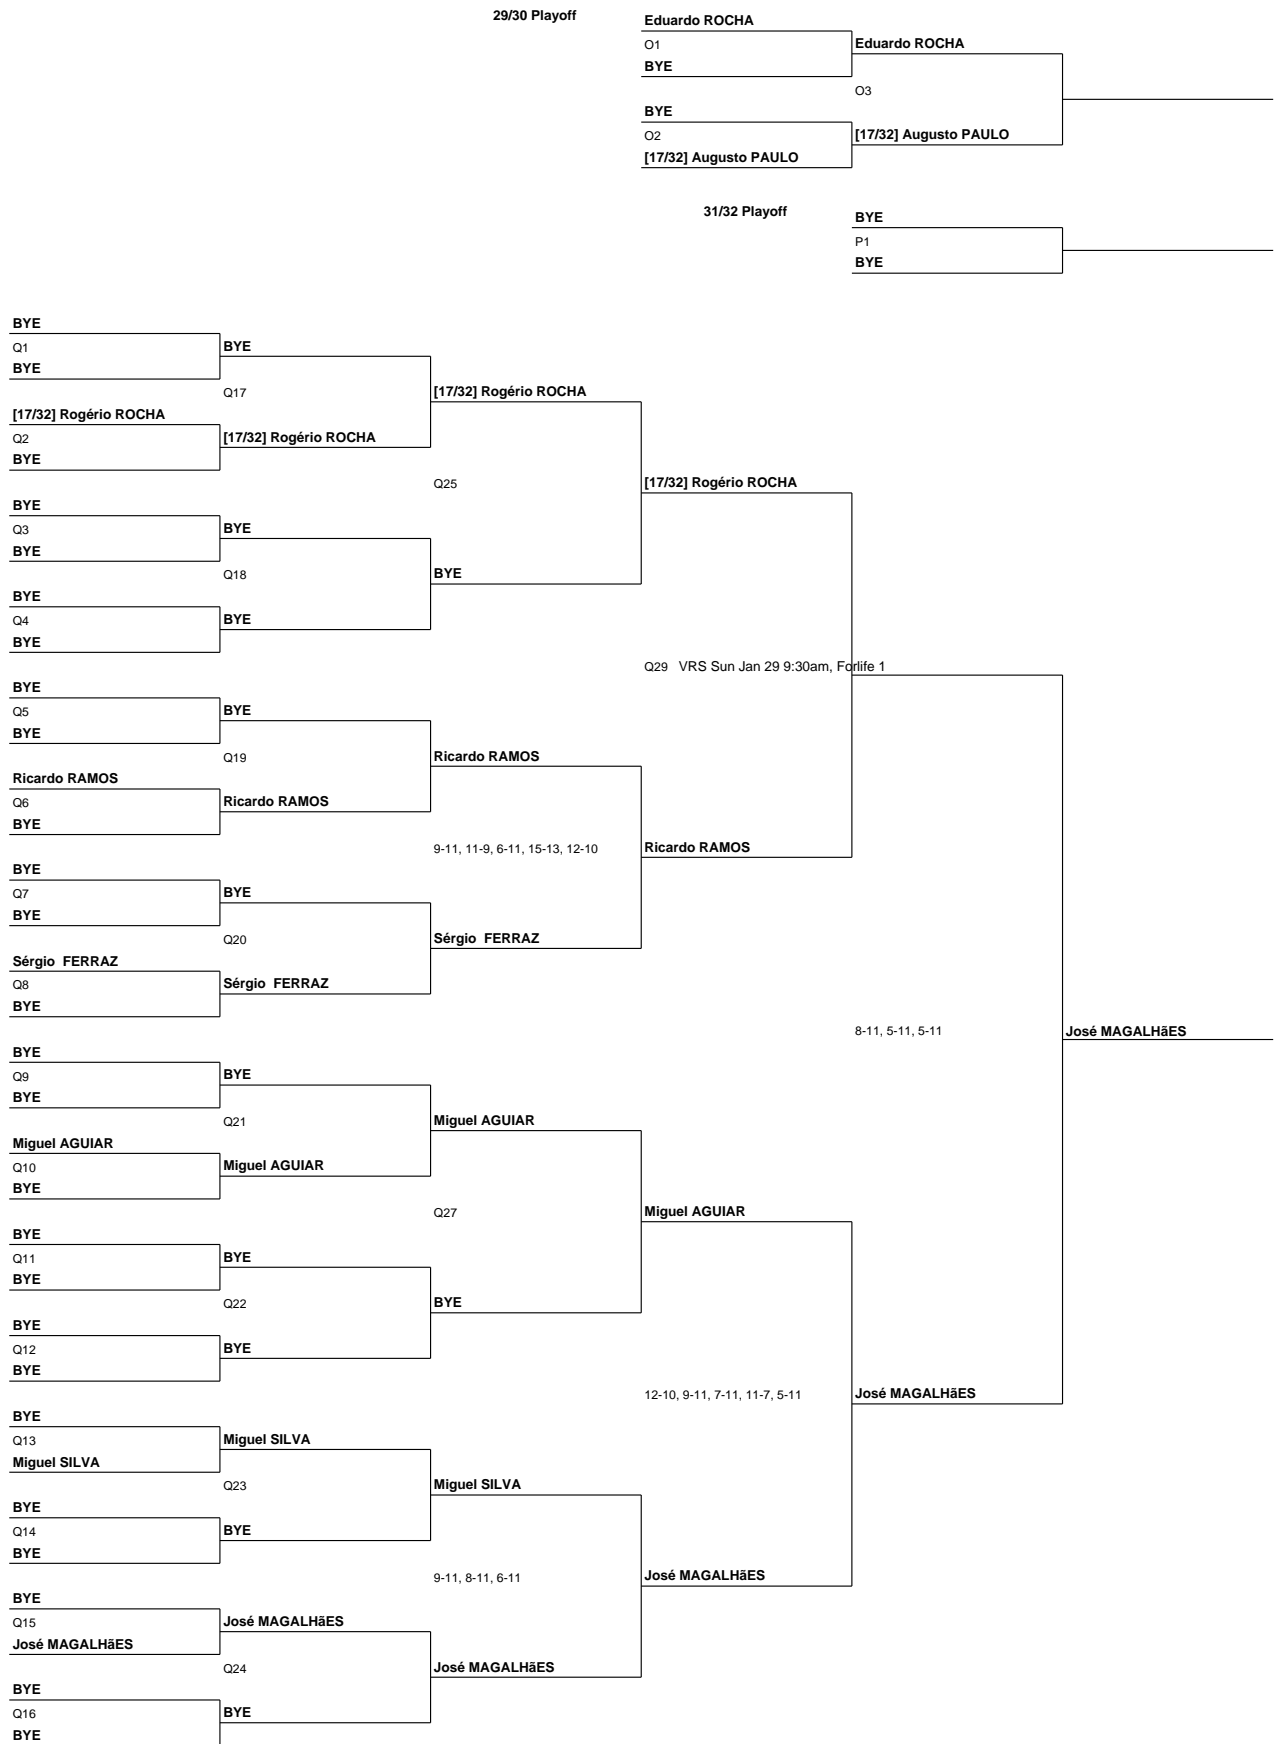 29/30 Playoff
Eduardo ROCHA
O1
Eduardo ROCHA
BYE
O3
BYE
O2
[17/32] Augusto PAULO
[17/32] Augusto PAULO
31/32 Playoff
BYE
P1
BYE
BYE
Q1
BYE
BYE
Q17
[17/32] Rogério ROCHA
[17/32] Rogério ROCHA
Q2
[17/32] Rogério ROCHA
BYE
Q25
[17/32] Rogério ROCHA
BYE
Q3
BYE
BYE
Q18
BYE
BYE
Q4
BYE
BYE
Q29 VRS Sun Jan 29 9:30am, Forlife 1
BYE
Q5
BYE
BYE
Q19
Ricardo RAMOS
Ricardo RAMOS
Q6
Ricardo RAMOS
BYE
9-11, 11-9, 6-11, 15-13, 12-10
Ricardo RAMOS
BYE
Q7
BYE
BYE
Q20
Sérgio FERRAZ
Sérgio FERRAZ
Q8
Sérgio FERRAZ
BYE
8-11, 5-11, 5-11
José MAGALHãES
BYE
Q9
BYE
BYE
Q21
Miguel AGUIAR
Miguel AGUIAR
Q10
Miguel AGUIAR
BYE
Q27
Miguel AGUIAR
BYE
Q11
BYE
BYE
Q22
BYE
BYE
Q12
BYE
BYE
12-10, 9-11, 7-11, 11-7, 5-11
José MAGALHãES
BYE
Q13
Miguel SILVA
Miguel SILVA
Q23
Miguel SILVA
BYE
Q14
BYE
BYE
9-11, 8-11, 6-11
José MAGALHãES
BYE
Q15
José MAGALHãES
José MAGALHãES
Q24
José MAGALHãES
BYE
Q16
BYE
BYE